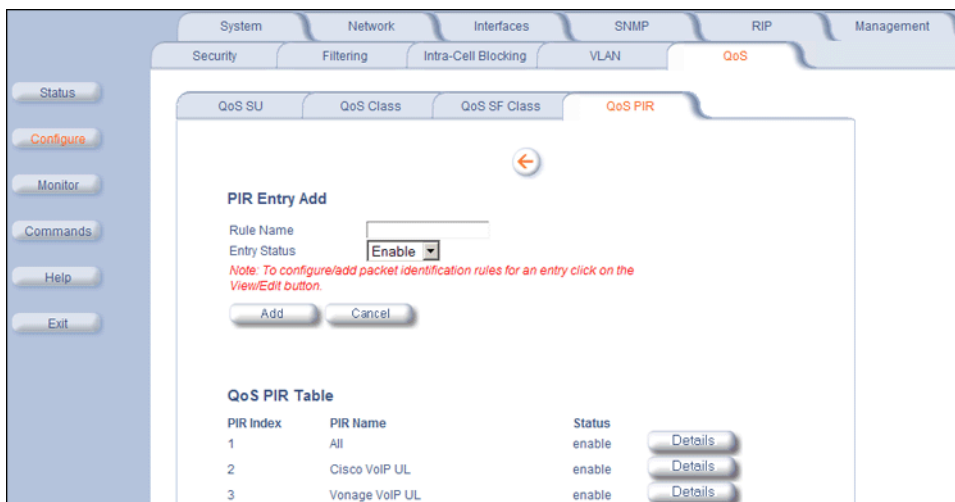 System Network Interfaces SNMP RIP Management
Security Filtering Intra-Cell Blocking VLAN QoS
Status
QoS SU QoS Class QoS SF Class QoS PIR
Configure
Monitor
PIR Entry Add
Commands
Rule Name
Entry Status Enable
Note: To configure/add packet identification rules for an entry click on the
View/Edit button.
Help
Add Cancel
Exit
QoS PIR Table
PIR Index PIR Name Status
1 All enable Details
2 Cisco VoIP UL enable Details
3 Vonage VoIP UL enable Details